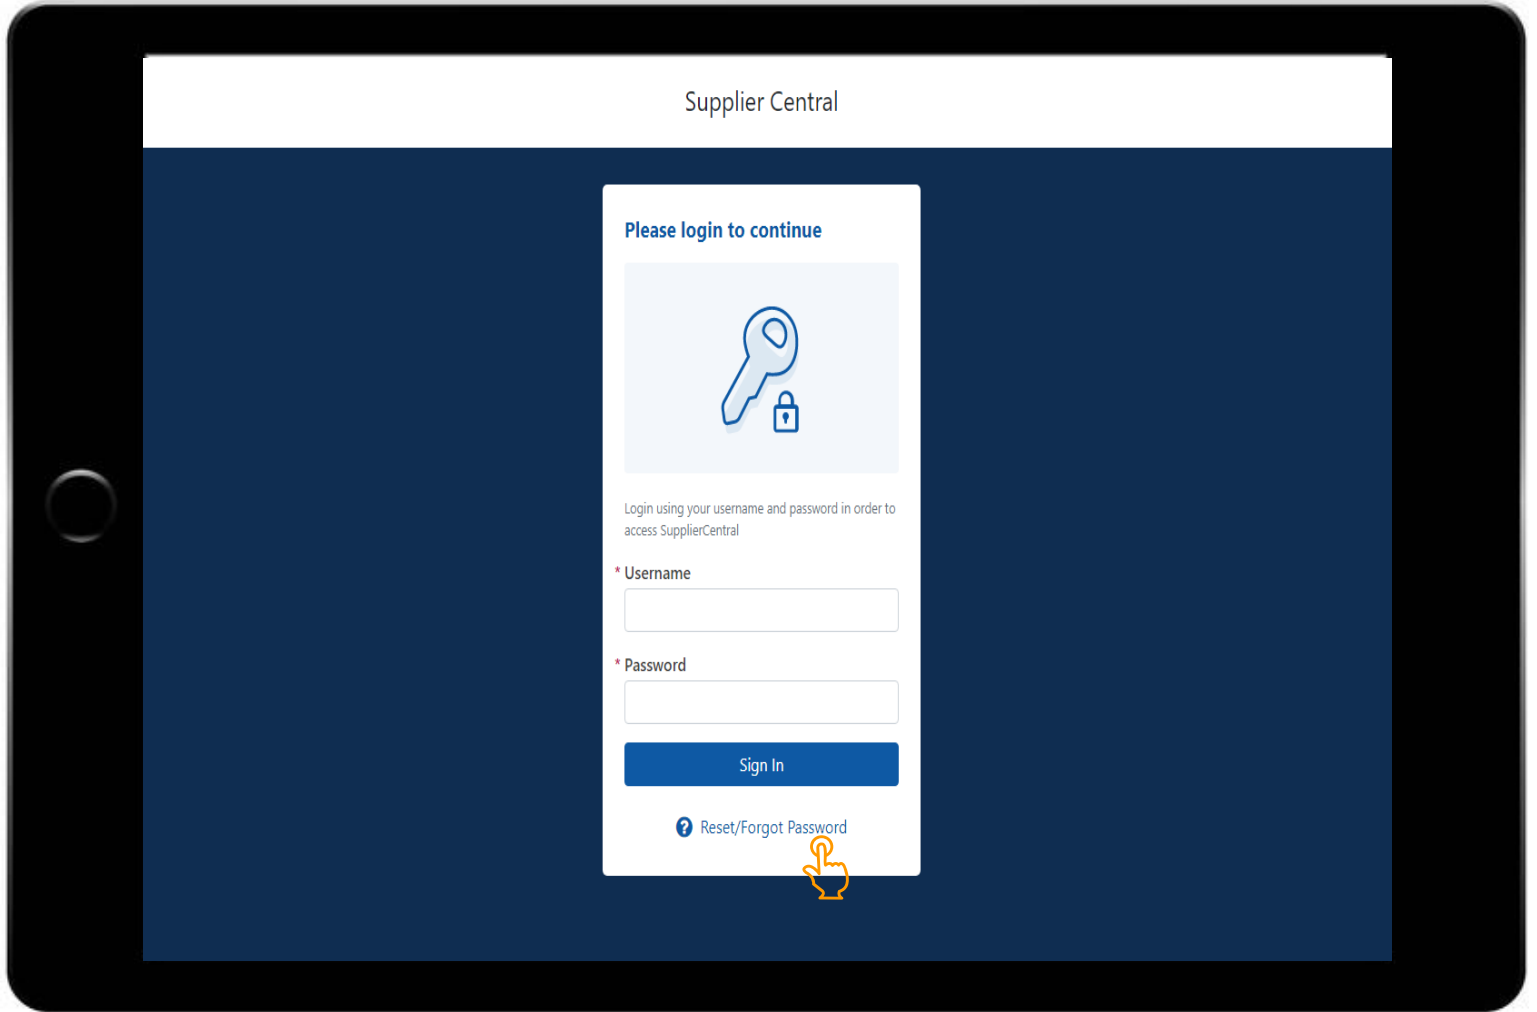 Supplier Central
Please login to continue
Login using your username and password in order to
access SupplierCentral
* Username
* Password
Sign In
? Reset/Forgot Password